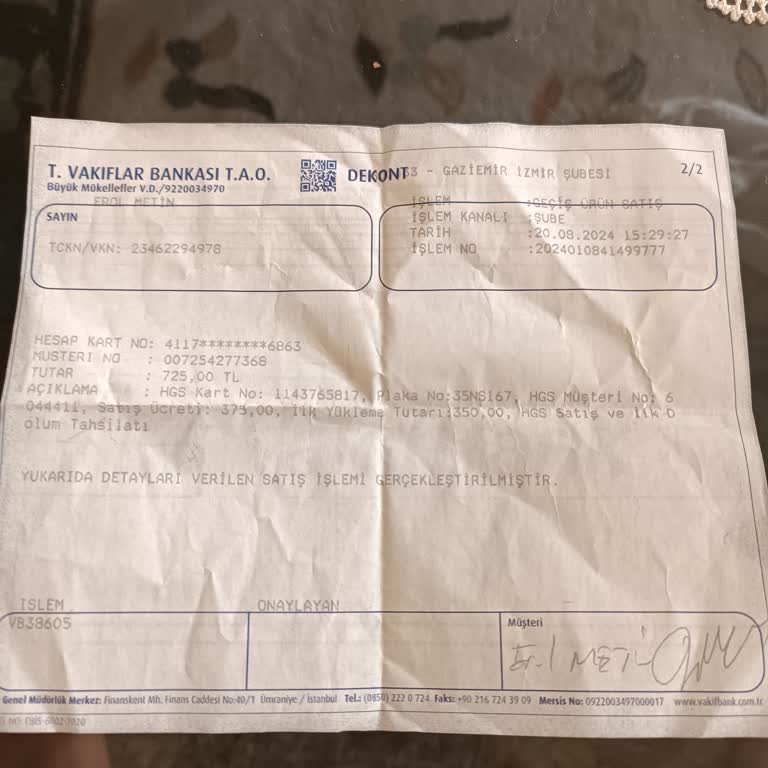 T. VAKIFLAR BANKASI T.A.O.
Büyük Mükellefler V.D./9220034970
DEKONT
53 - GAZİEMİR İZMİR ŞUBESİ
2/2
EROL METİN
SAYIN
TCKN/VKN: 23462294978
İŞLEM :GEÇİŞ ÜRÜN SATIŞ
İŞLEM KANALI :ŞUBE
TARİH :20.08.2024 15:29:27
İŞLEM NO :2024010841499777
HESAP KART NO: 4117********6863
MUSTERI NO : 007254277368
TUTAR : 725,00 TL
AÇIKLAMA : HGS Kart No: 1143765817, Plaka No:35NS167, HGS Müşteri No: 6
044411, Satış Ücreti: 375,00, İlk Yükleme Tutarı:350,00, HGS Satış ve İlk D
olum Tahsilatı
YUKARIDA DETAYLARI VERİLEN SATIŞ İŞLEMİ GERÇEKLEŞTİRİLMİŞTİR.
ISLEM
ONAYLAYAN
VB38605
Müşteri
Erol METİN
Genel Müdürlük Merkez: Finanskent Mh. Finans Caddesi No:40/1 Ümraniye / İstanbul Tel.: (0850) 222 0 724 Faks: +90 216 724 39 09 Mersis No: 0922003497000017 www.vakifbank.com.tr